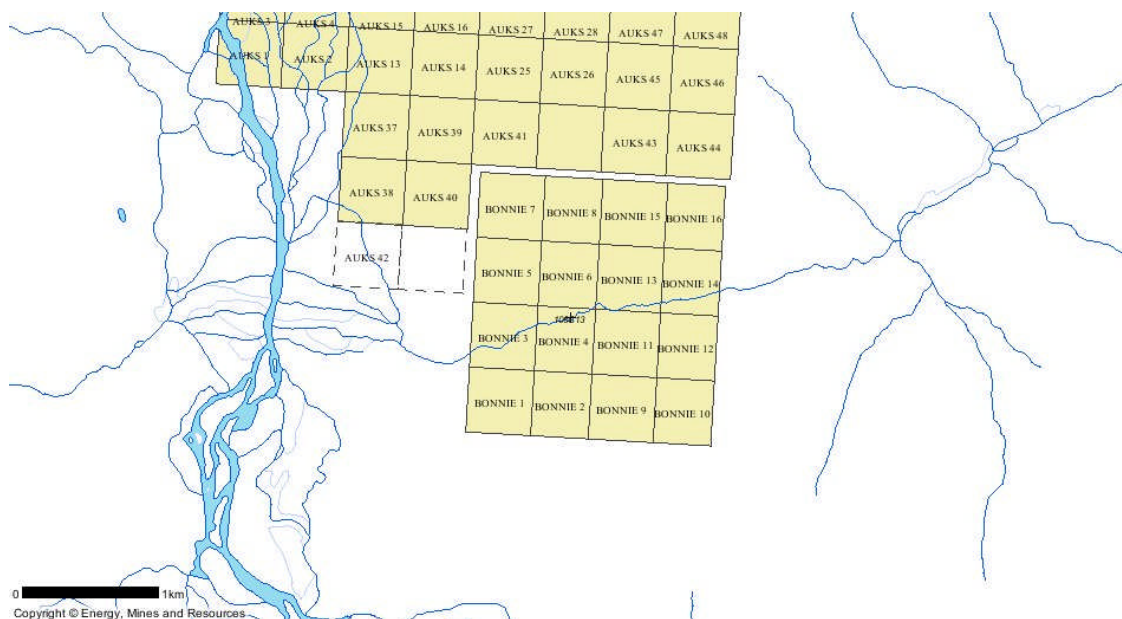 AUKS 3 AUKS 4 AUKS 15 AUKS 16 AUKS 27 AUKS 28 AUKS 47 AUKS 48
AUKS 1 AUKS 2 AUKS 13 AUKS 14 AUKS 25 AUKS 26 AUKS 45 AUKS 46
AUKS 37 AUKS 39 AUKS 41 AUKS 43 AUKS 44
AUKS 38 AUKS 40
BONNIE 7 BONNIE 8 BONNIE 15 BONNIE 16
AUKS 42
BONNIE 5 BONNIE 6 BONNIE 13 BONNIE 14
BONNIE 3 BONNIE 4 BONNIE 11 BONNIE 12
BONNIE 1 BONNIE 2 BONNIE 9 BONNIE 10
0 1km
Copyright © Energy, Mines and Resources